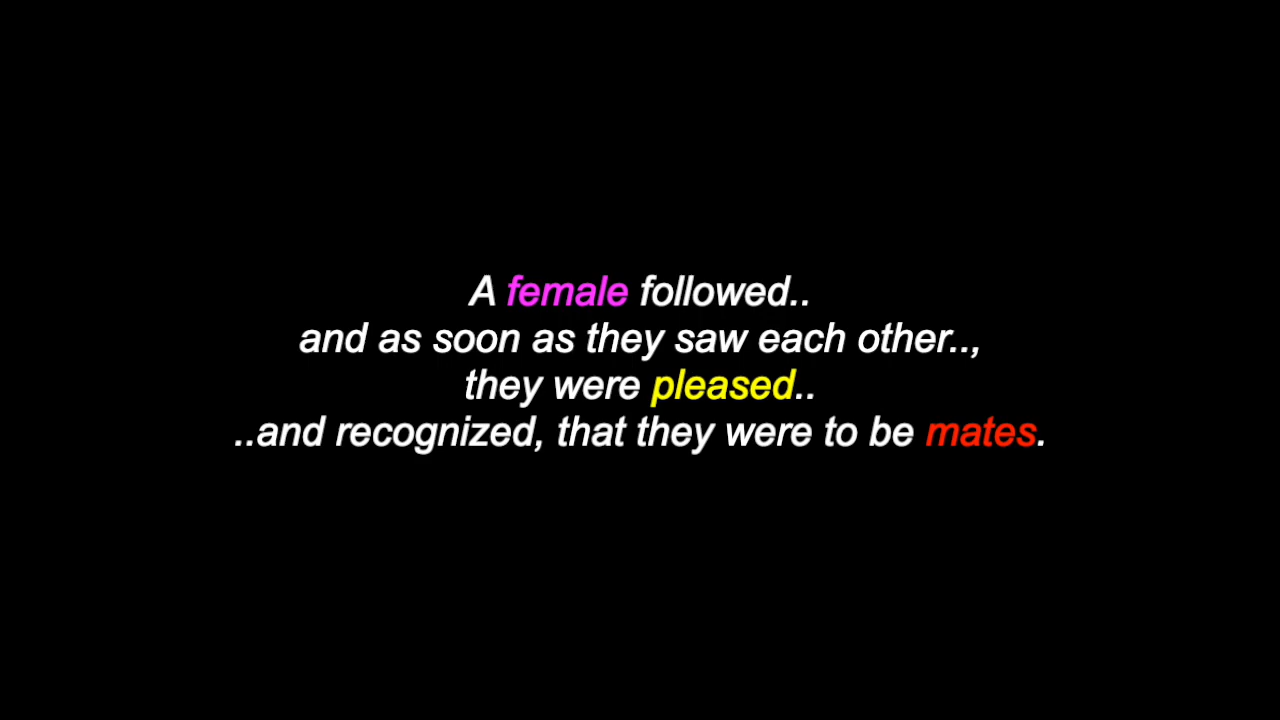 A female followed..
and as soon as they saw each other..,
they were pleased..
..and recognized, that they were to be mates.